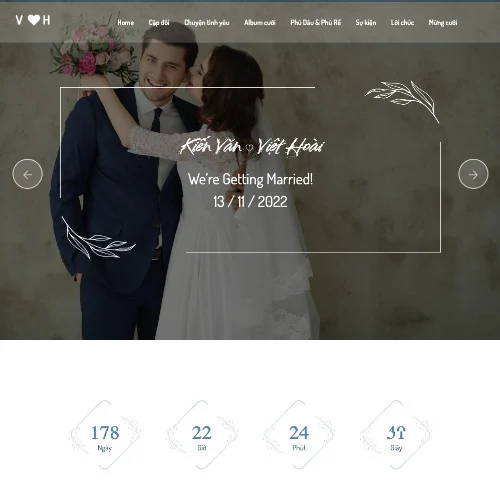 V ♥ H
Home Cặp đôi Chuyện tình yêu Album cưới Phù Dâu & Phù Rể Sự kiện Lời chúc Mừng cưới
Kiến Văn ♡ Việt Hoài
We're Getting Married!
13 / 11 / 2022
178 22 24
Ngày Giờ Phút Giây